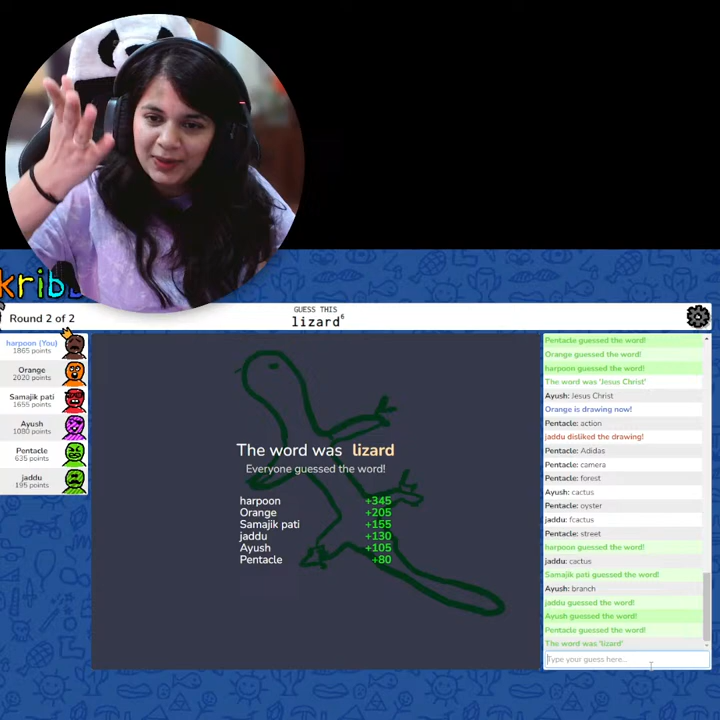 krib
Round 2 of 2
GUESS THIS
lizard6
harpoon (You)
1865 points
Orange
2020 points
Samajik pati
1655 points
Ayush
1080 points
Pentacle
635 points
jaddu
195 points
The word was lizard
Everyone guessed the word!
harpoon +345
Orange +205
Samajik pati +155
jaddu +130
Ayush +105
Pentacle +80
Pentacle guessed the word!
Orange guessed the word!
harpoon guessed the word!
The word was 'Jesus Christ'
Ayush: Jesus Christ
Orange is drawing now!
Pentacle: action
jaddu disliked the drawing!
Pentacle: Adidas
Pentacle: camera
Pentacle: forest
Ayush: cactus
Pentacle: oyster
jaddu: fcactus
Pentacle: street
harpoon guessed the word!
jaddu: cactus
Samajik pati guessed the word!
Ayush: branch
jaddu guessed the word!
Ayush guessed the word!
Pentacle guessed the word!
The word was 'lizard'
Type your guess here...